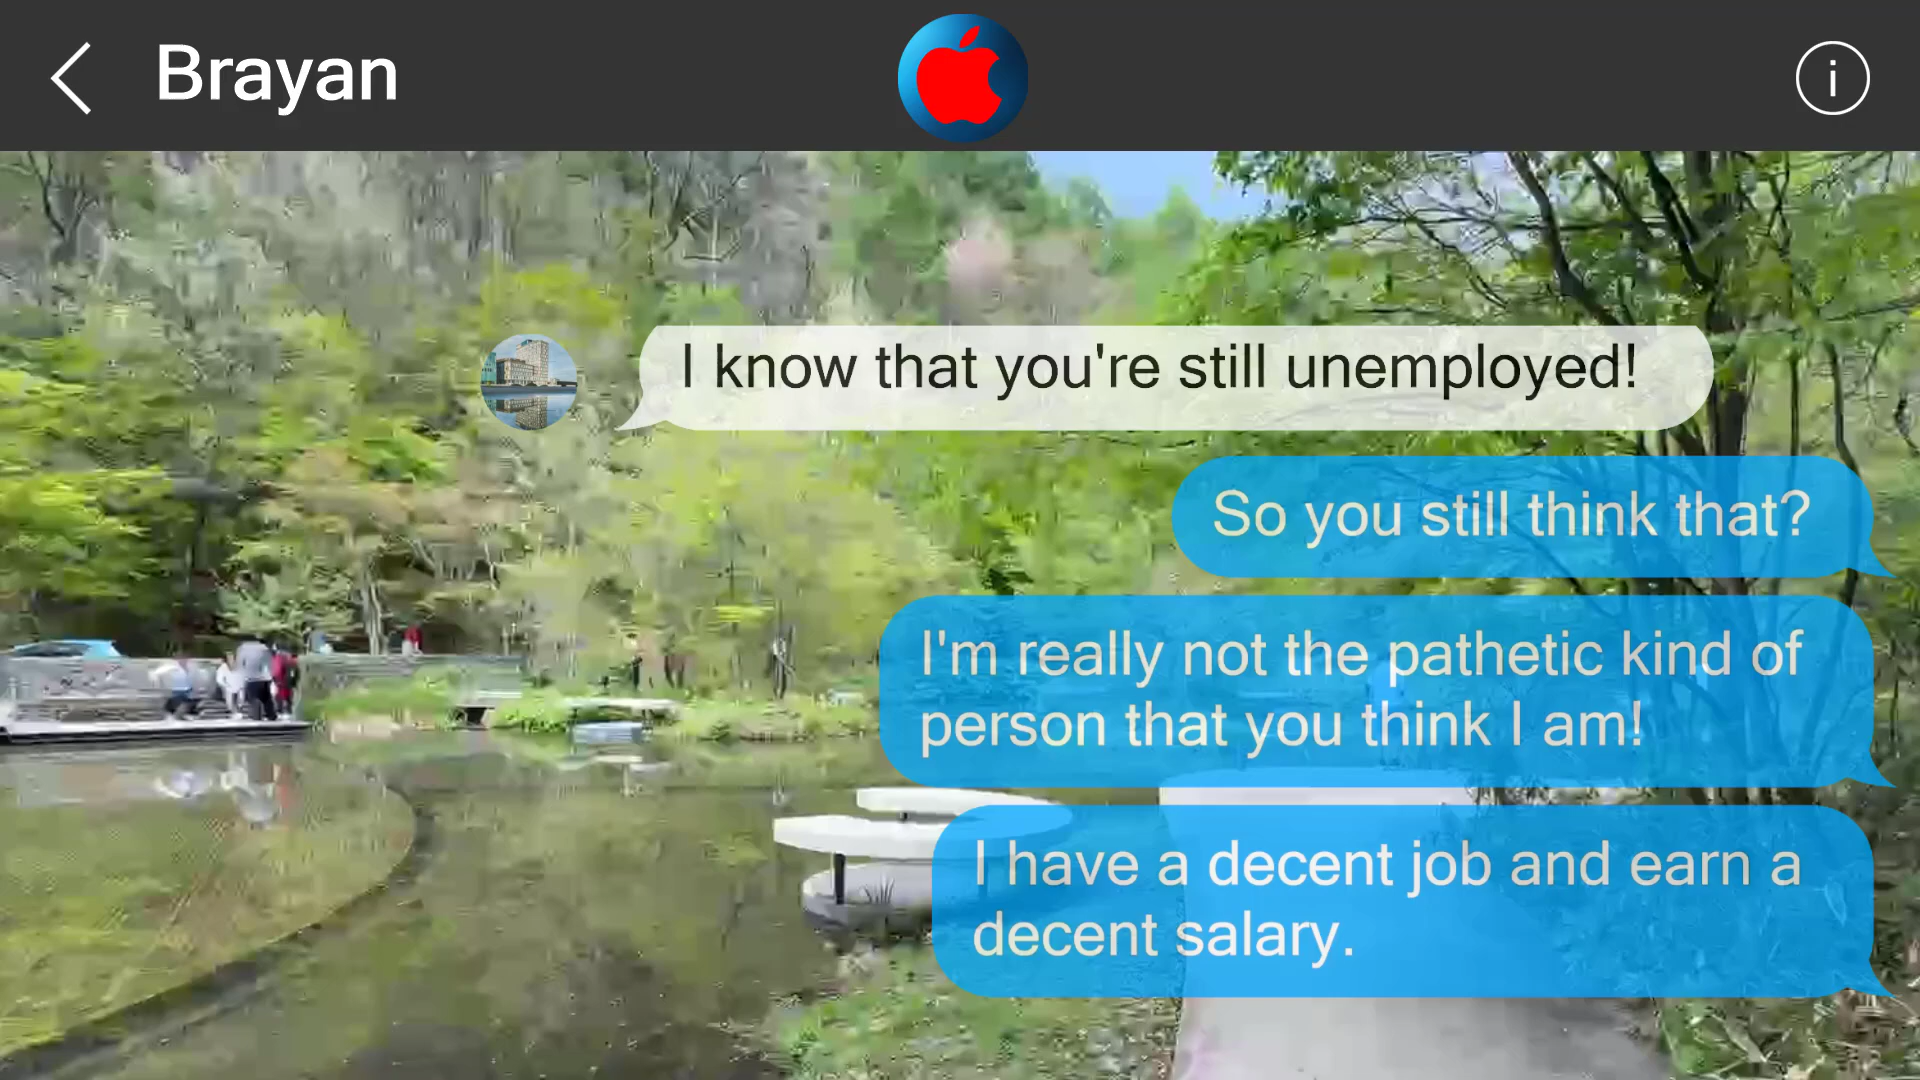 Brayan
i
I know that you're still unemployed!
So you still think that?
I'm really not the pathetic kind of
person that you think I am!
I have a decent job and earn a
decent salary.